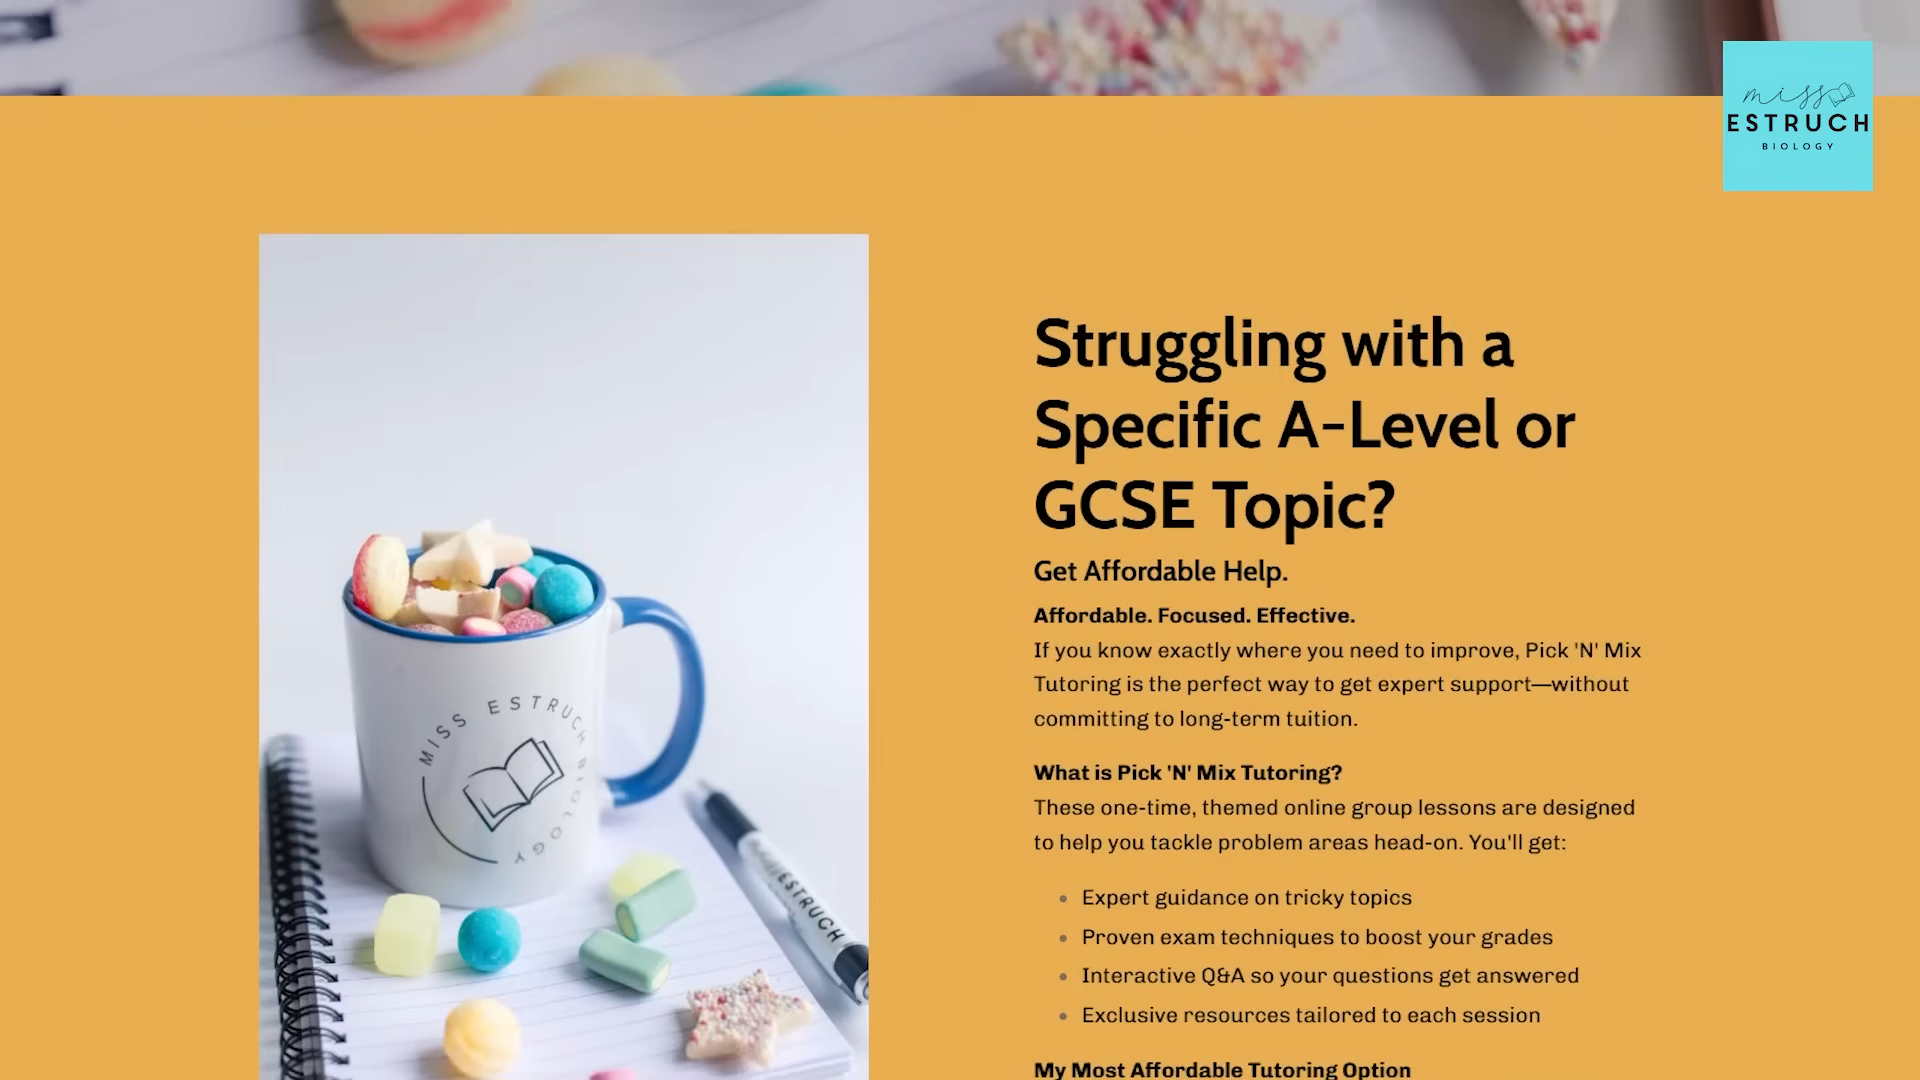 miss
ESTRUCH
BIOLOGY
Struggling with a
Specific A-Level or
GCSE Topic?
Get Affordable Help.
Affordable. Focused. Effective.
If you know exactly where you need to improve, Pick 'N' Mix
Tutoring is the perfect way to get expert support—without
committing to long-term tuition.
What is Pick 'N' Mix Tutoring?
These one-time, themed online group lessons are designed
to help you tackle problem areas head-on. You'll get:
Expert guidance on tricky topics
Proven exam techniques to boost your grades
Interactive Q&A so your questions get answered
Exclusive resources tailored to each session
My Most Affordable Tutoring Option
MISS ESTRUCH BIOLOGY
ESTRUCH